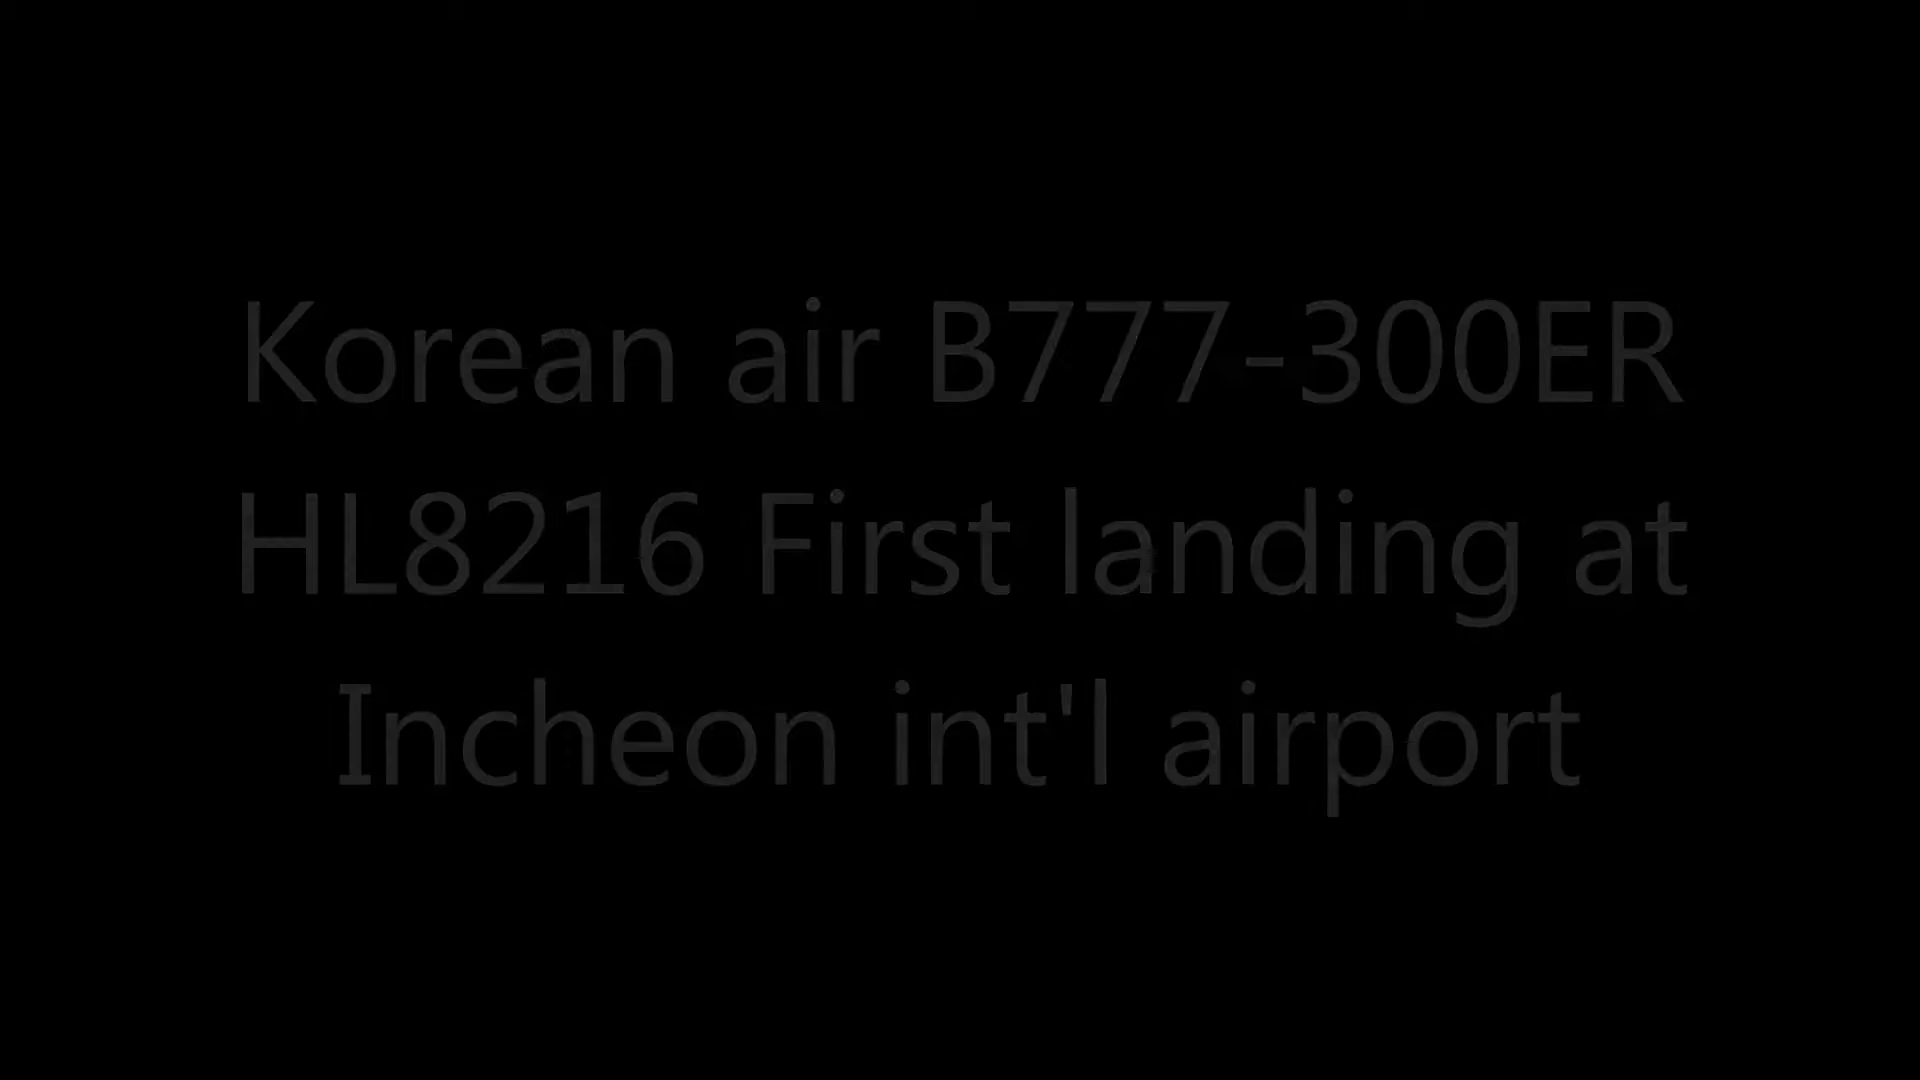 Korean air B777-300ER
HL8216 First landing at
Incheon int'l airport